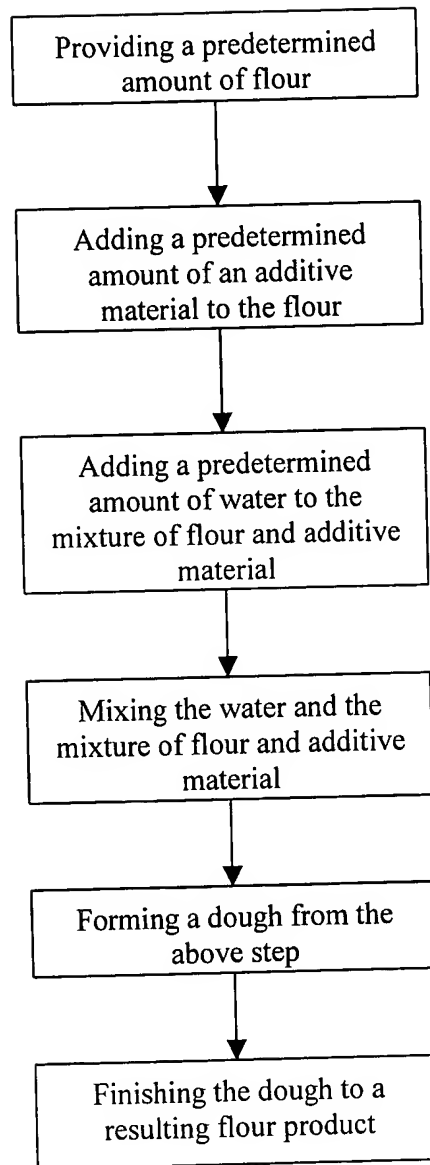 Providing a predetermined
amount of flour
Adding a predetermined
amount of an additive
material to the flour
Adding a predetermined
amount of water to the
mixture of flour and additive
material
Mixing the water and the
mixture of flour and additive
material
Forming a dough from the
above step
Finishing the dough to a
resulting flour product